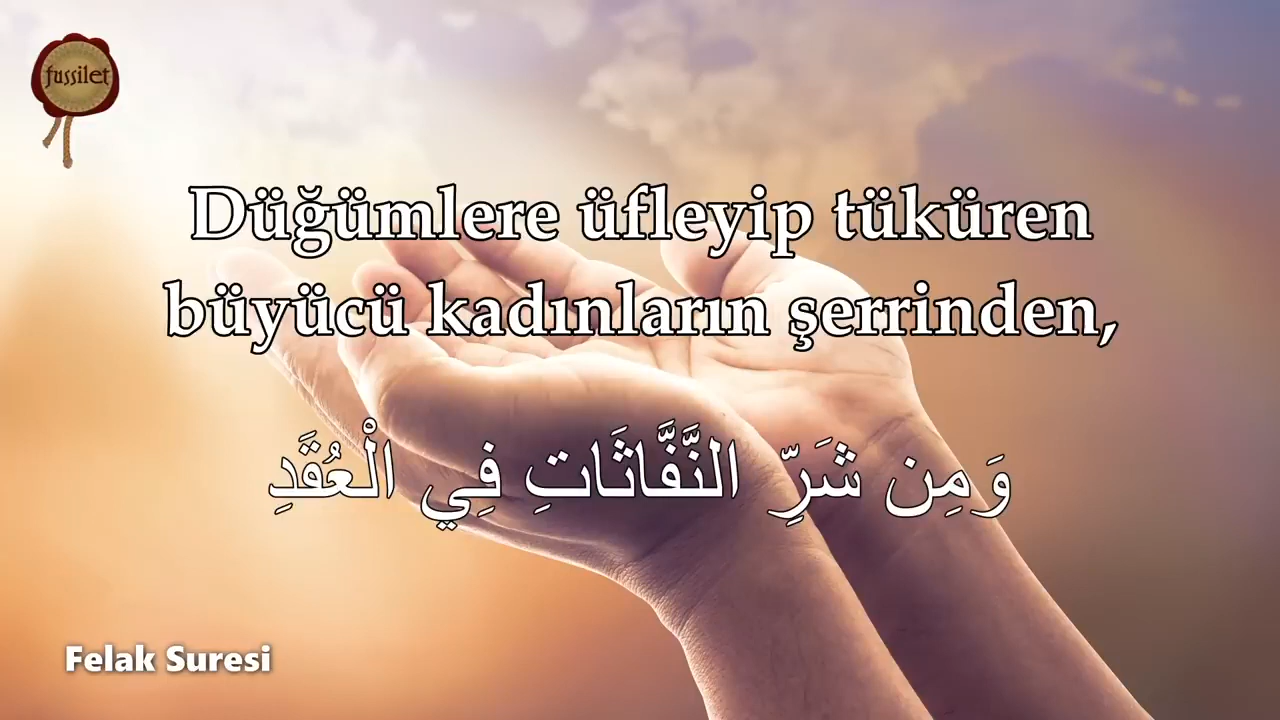 fussilet
Düğümlere üfleyip tüküren
büyücü kadınların şerrinden,
وَمِن شَرِّ النَّفَّاثَاتِ فِي الْعُقَدِ
Felak Suresi